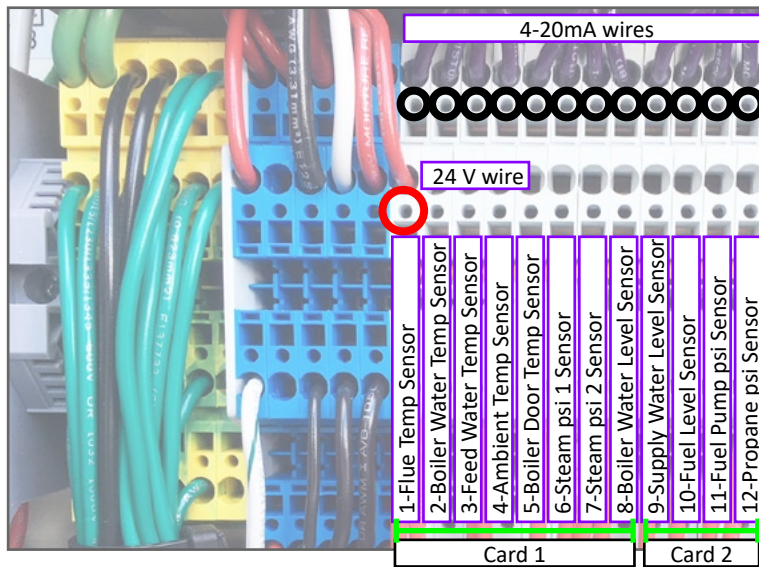 4-20mA wires
24 V wire
1-Flue Temp Sensor
2-Boiler Water Temp Sensor
3-Feed Water Temp Sensor
4-Ambient Temp Sensor
5-Boiler Door Temp Sensor
6-Steam psi 1 Sensor
7-Steam psi 2 Sensor
8-Boiler Water Level Sensor
9-Supply Water Level Sensor
10-Fuel Level Sensor
11-Fuel Pump psi Sensor
12-Propane psi Sensor
Card 1
Card 2